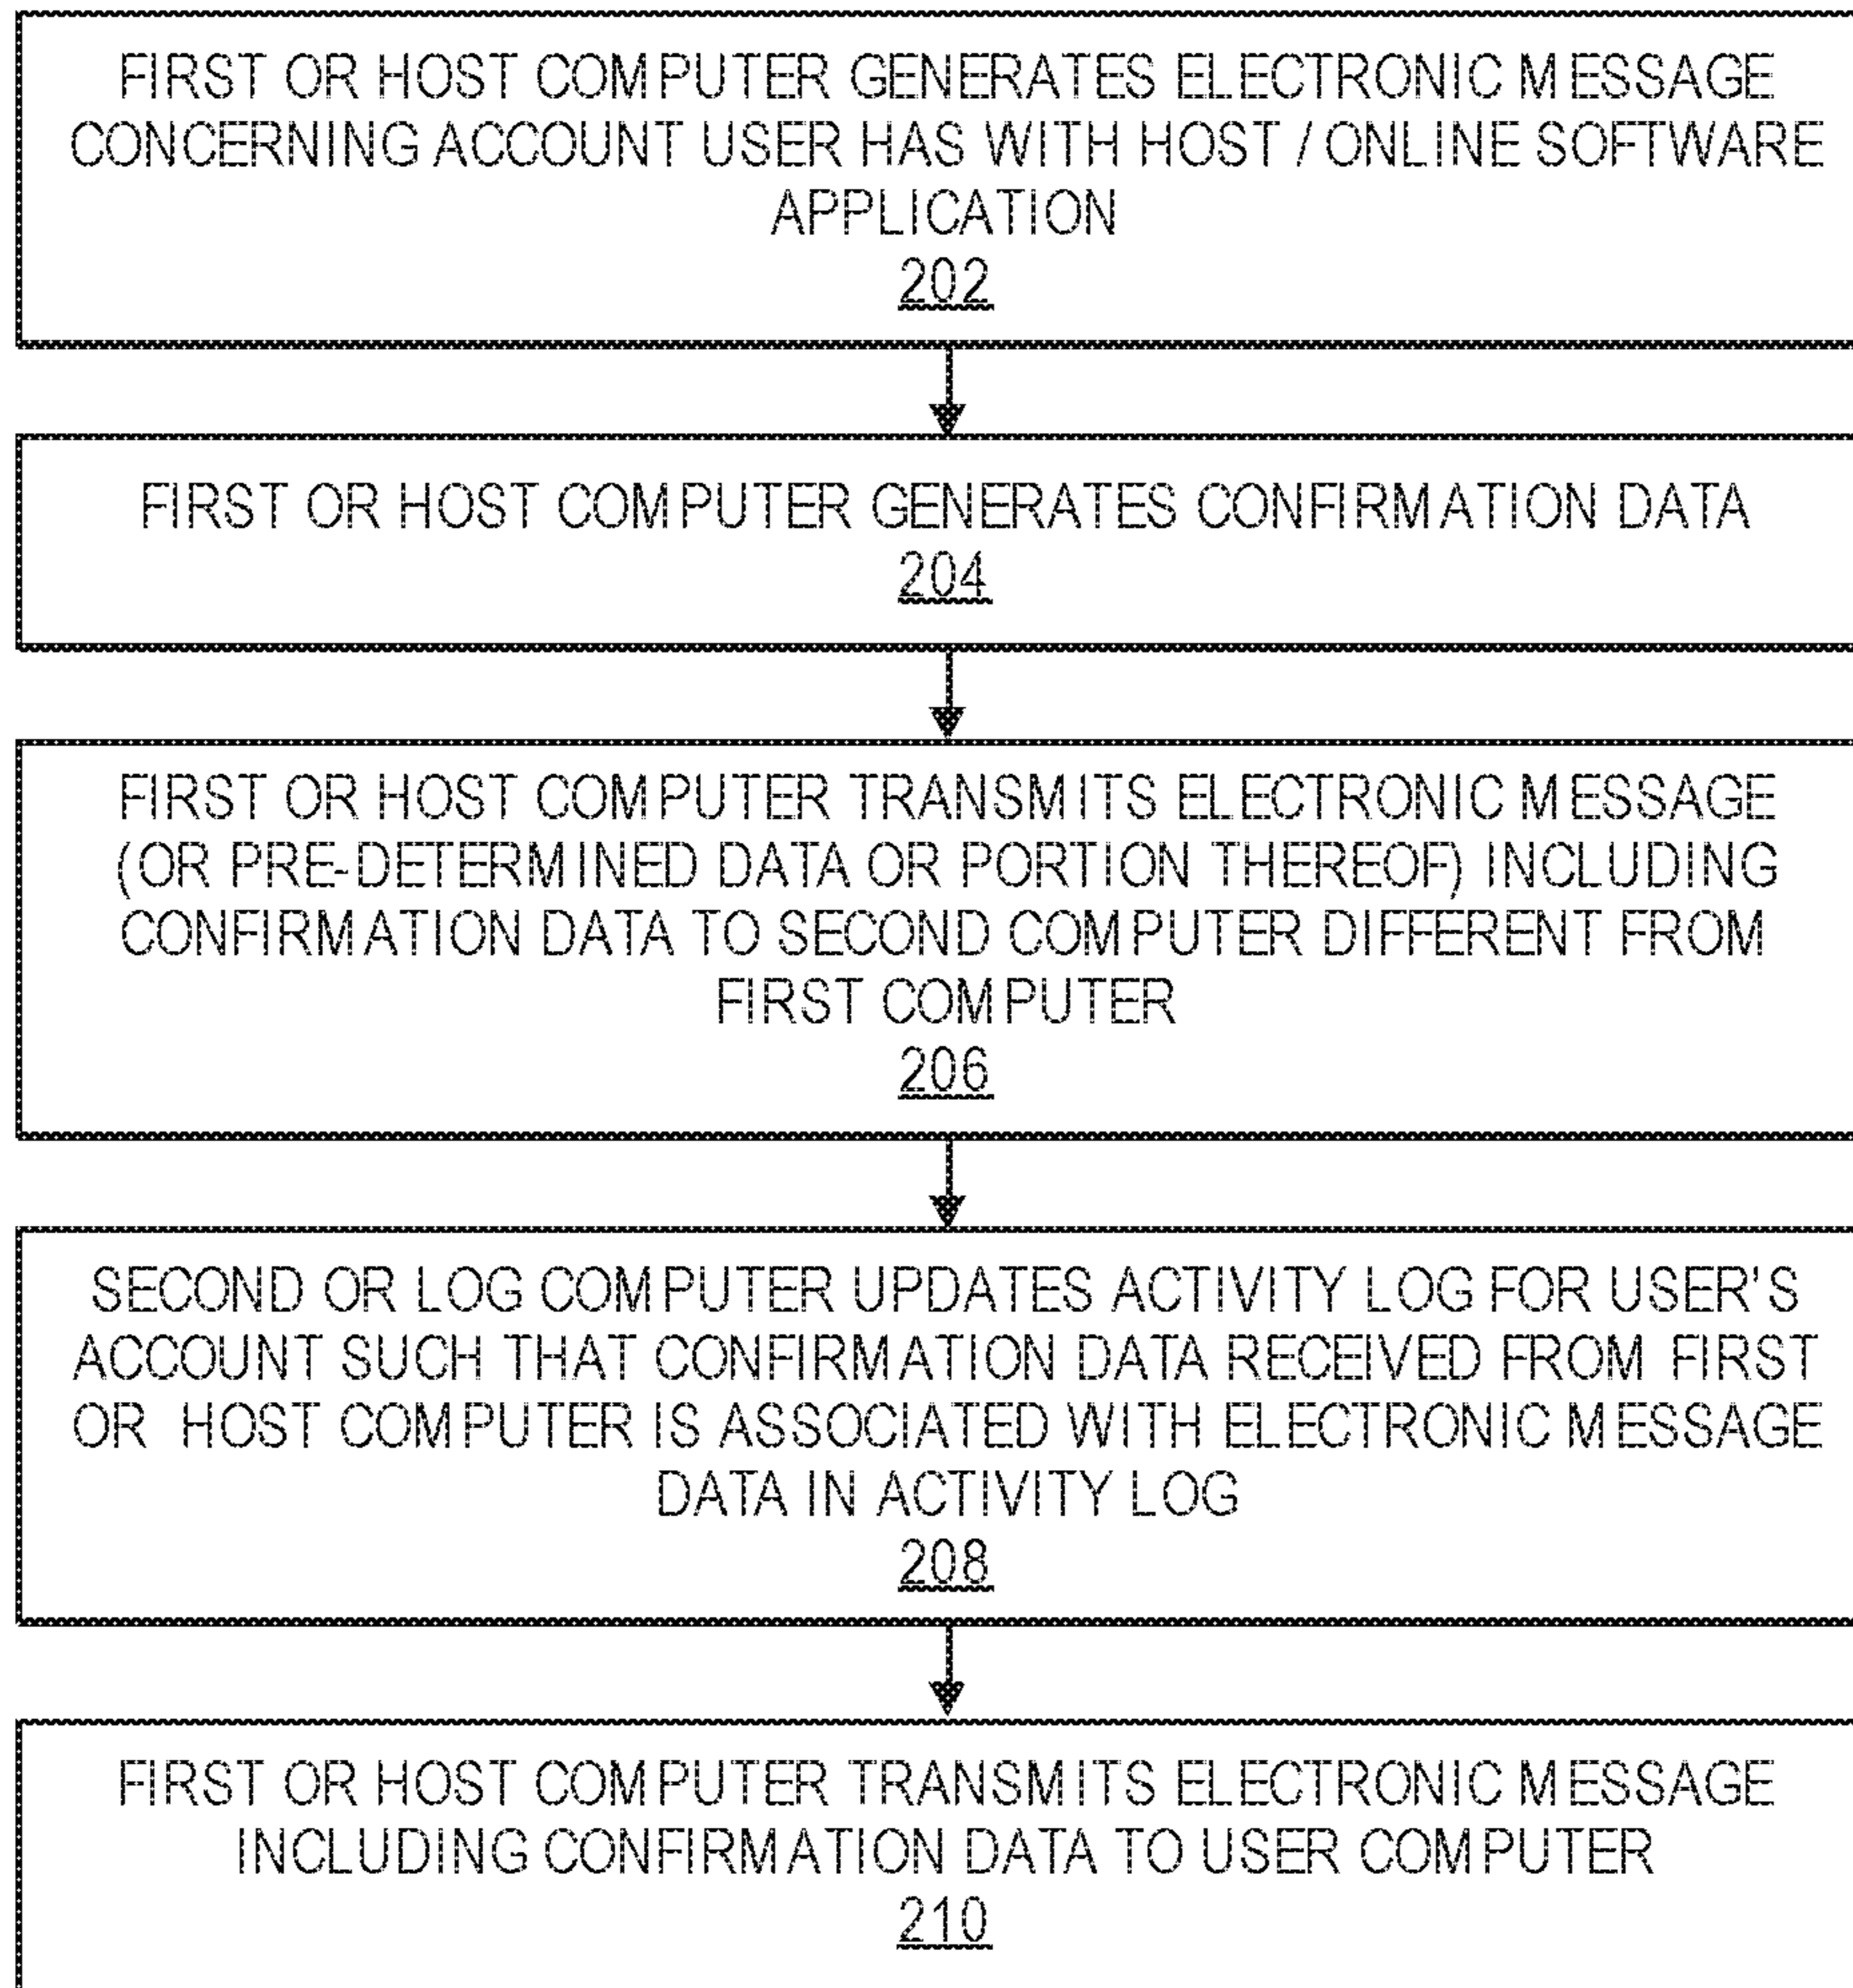 FIRST OR HOST COMPUTER GENERATES ELECTRONIC MESSAGE
CONCERNING ACCOUNT USER HAS WITH HOST / ONLINE SOFTWARE
APPLICATION
202
FIRST OR HOST COMPUTER GENERATES CONFIRMATION DATA
204
FIRST OR HOST COMPUTER TRANSMITS ELECTRONIC MESSAGE
(OR PRE-DETERMINED DATA OR PORTION THEREOF) INCLUDING
CONFIRMATION DATA TO SECOND COMPUTER DIFFERENT FROM
FIRST COMPUTER
206
SECOND OR LOG COMPUTER UPDATES ACTIVITY LOG FOR USER'S
ACCOUNT SUCH THAT CONFIRMATION DATA RECEIVED FROM FIRST
OR HOST COMPUTER IS ASSOCIATED WITH ELECTRONIC MESSAGE
DATA IN ACTIVITY LOG
208
FIRST OR HOST COMPUTER TRANSMITS ELECTRONIC MESSAGE
INCLUDING CONFIRMATION DATA TO USER COMPUTER
210